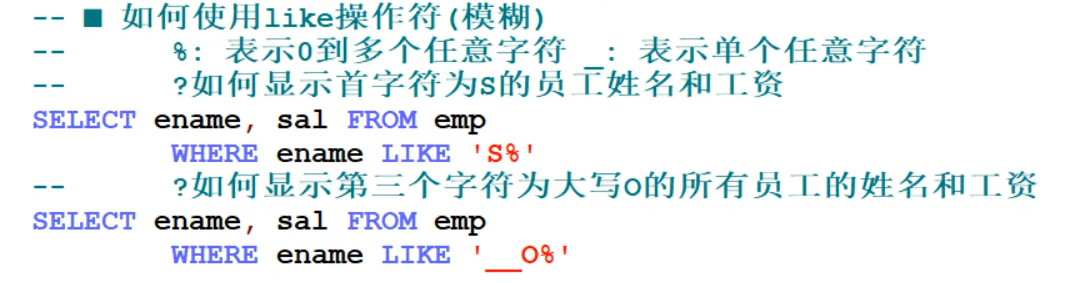 -- ■ 如何使用like操作符(模糊)
-- %: 表示0到多个任意字符 _: 表示单个任意字符
-- ?如何显示首字符为S的员工姓名和工资
SELECT ename, sal FROM emp
WHERE ename LIKE 'S%'
-- ?如何显示第三个字符为大写O的所有员工的姓名和工资
SELECT ename, sal FROM emp
WHERE ename LIKE '__O%'